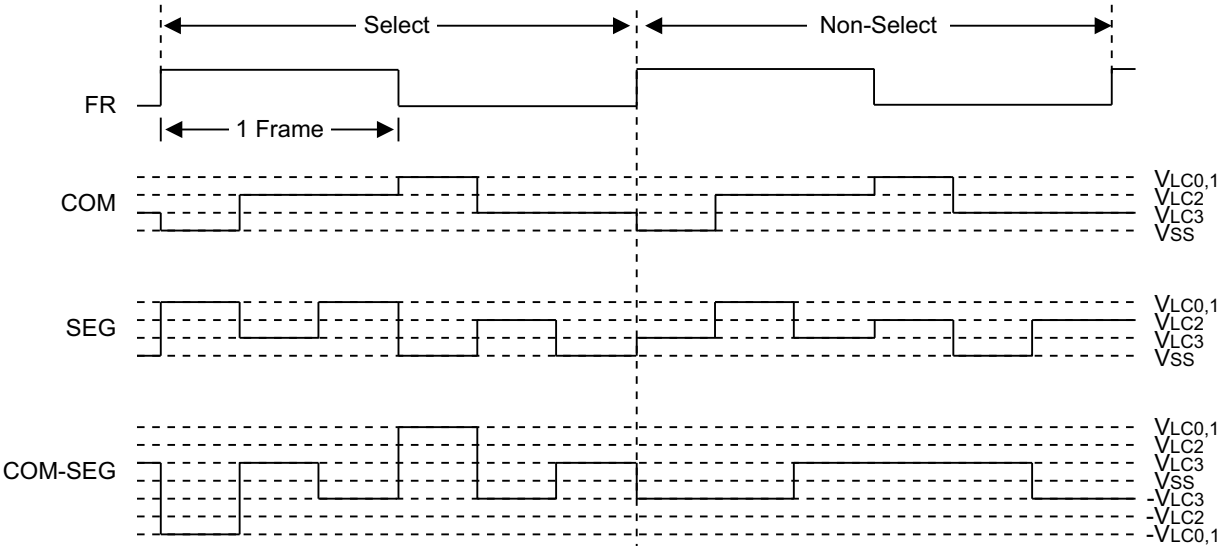 Select
Non-Select
FR
1 Frame
COM
VLC0,1
VLC2
VLC3
VSS
SEG
VLC0,1
VLC2
VLC3
VSS
COM-SEG
VLC0,1
VLC2
VLC3
VSS
-VLC3
-VLC2
-VLC0,1